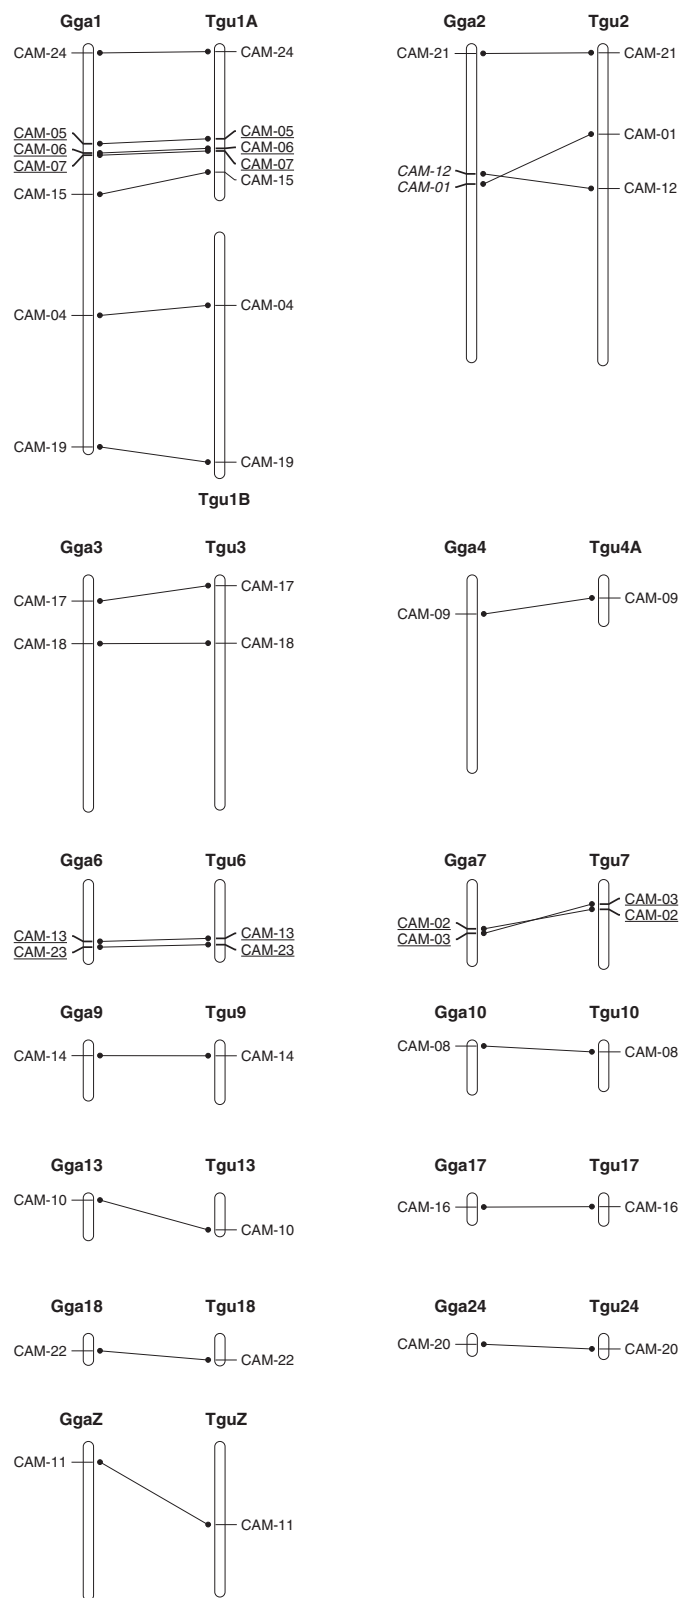 Gga1 Tgu1A
CAM-24 CAM-24
CAM-05 CAM-05
CAM-06 CAM-06
CAM-07 CAM-07
CAM-15 CAM-15
CAM-04 CAM-04
CAM-19 CAM-19
Tgu1B
Gga2 Tgu2
CAM-21 CAM-21
CAM-01
CAM-12 CAM-12
CAM-01
Gga3 Tgu3
CAM-17 CAM-17
CAM-18 CAM-18
Gga4 Tgu4A
CAM-09 CAM-09
Gga6 Tgu6
CAM-13 CAM-13
CAM-23 CAM-23
Gga7 Tgu7
CAM-02 CAM-03
CAM-03 CAM-02
Gga9 Tgu9
CAM-14 CAM-14
Gga10 Tgu10
CAM-08 CAM-08
Gga13 Tgu13
CAM-10 CAM-10
Gga17 Tgu17
CAM-16 CAM-16
Gga18 Tgu18
CAM-22 CAM-22
Gga24 Tgu24
CAM-20 CAM-20
GgaZ TguZ
CAM-11 CAM-11